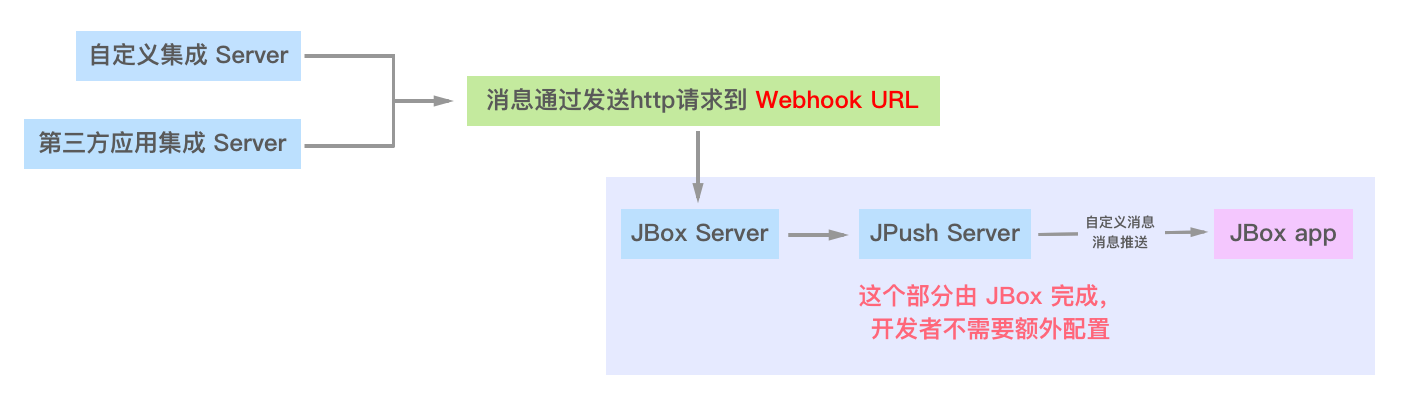 自定义集成 Server
第三方应用集成 Server
消息通过发送http请求到 Webhook URL
JBox Server
JPush Server
自定义消息
消息推送
JBox app
这个部分由 JBox 完成，
开发者不需要额外配置